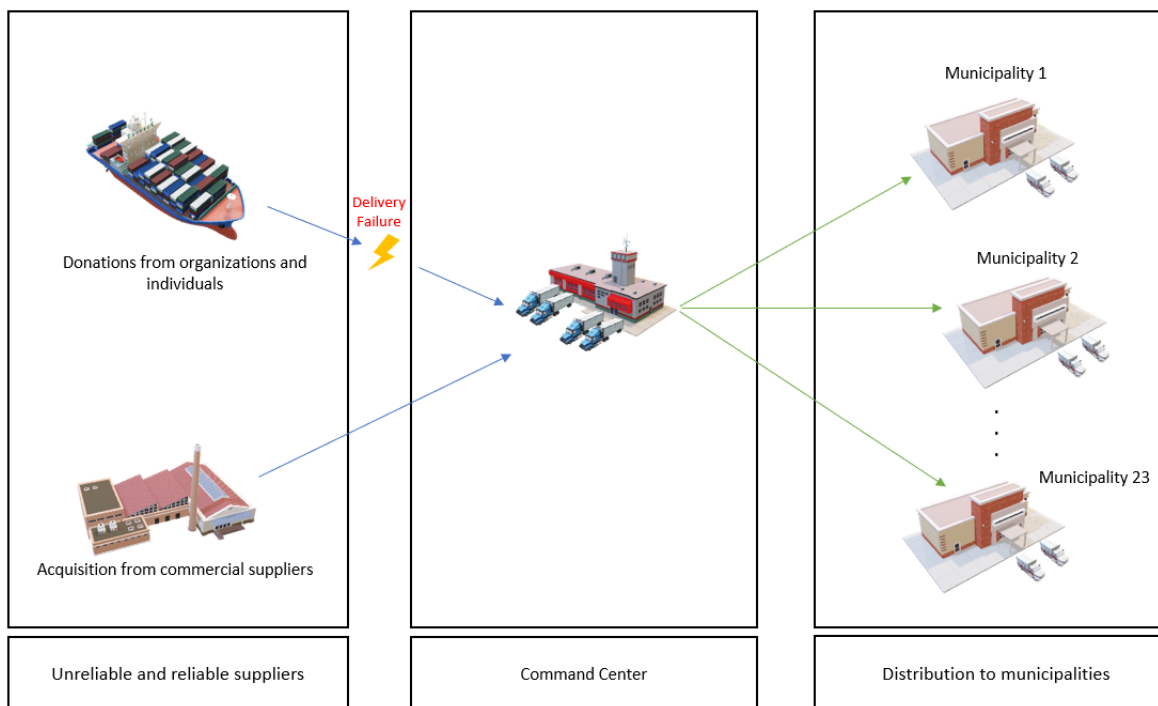 Municipality 1
Delivery
Failure
Donations from organizations and
individuals
Municipality 2
.
.
.
Municipality 23
Acquisition from commercial suppliers
Unreliable and reliable suppliers
Command Center
Distribution to municipalities